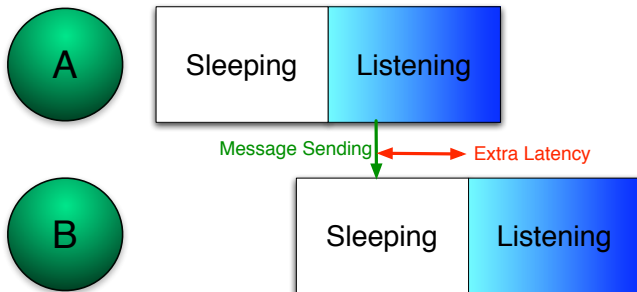 A
Sleeping
Listening
Message Sending
Extra Latency
B
Sleeping
Listening